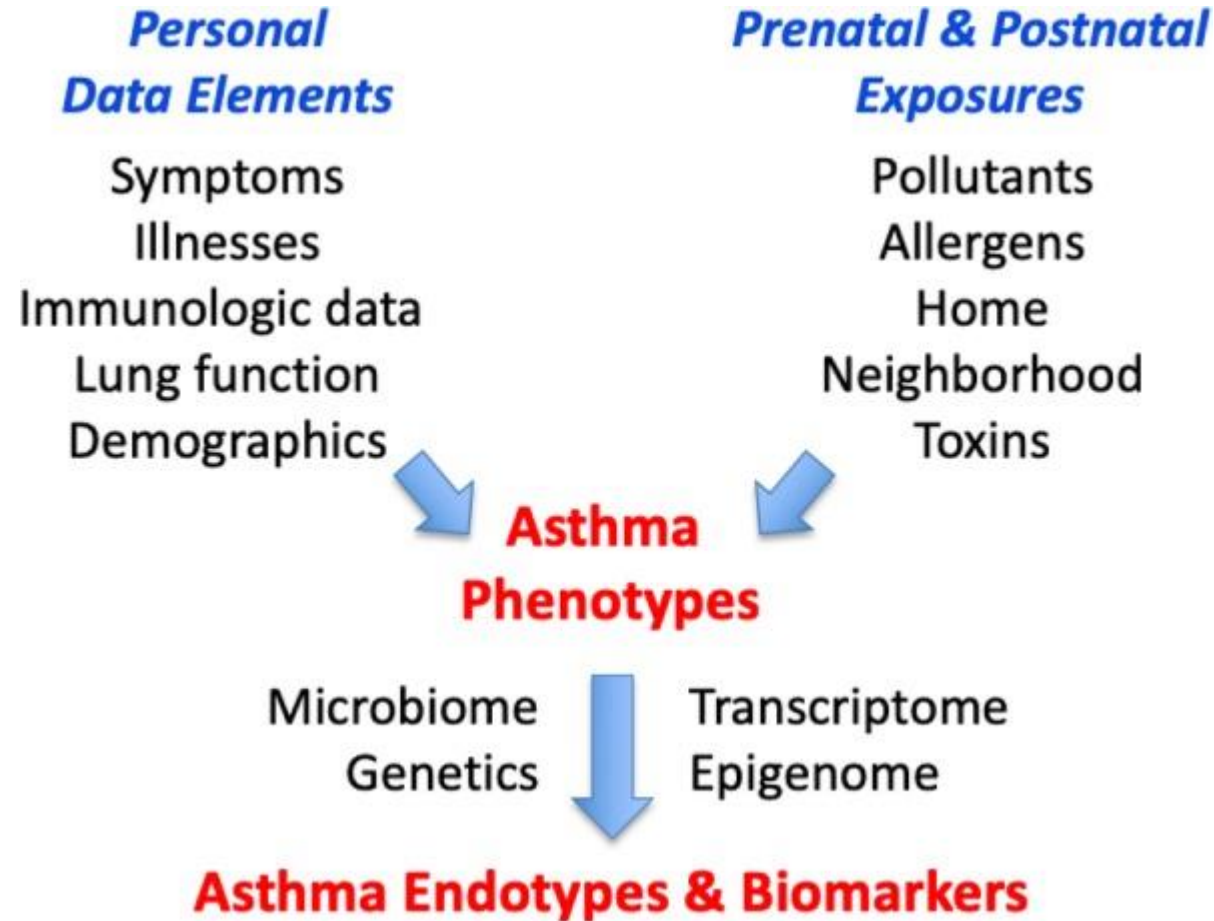 Personal
Data Elements
Symptoms
Illnesses
Immunologic data
Lung function
Demographics
Prenatal & Postnatal
Exposures
Pollutants
Allergens
Home
Neighborhood
Toxins
Asthma
Phenotypes
Microbiome
Genetics
Transcriptome
Epigenome
Asthma Endotypes & Biomarkers